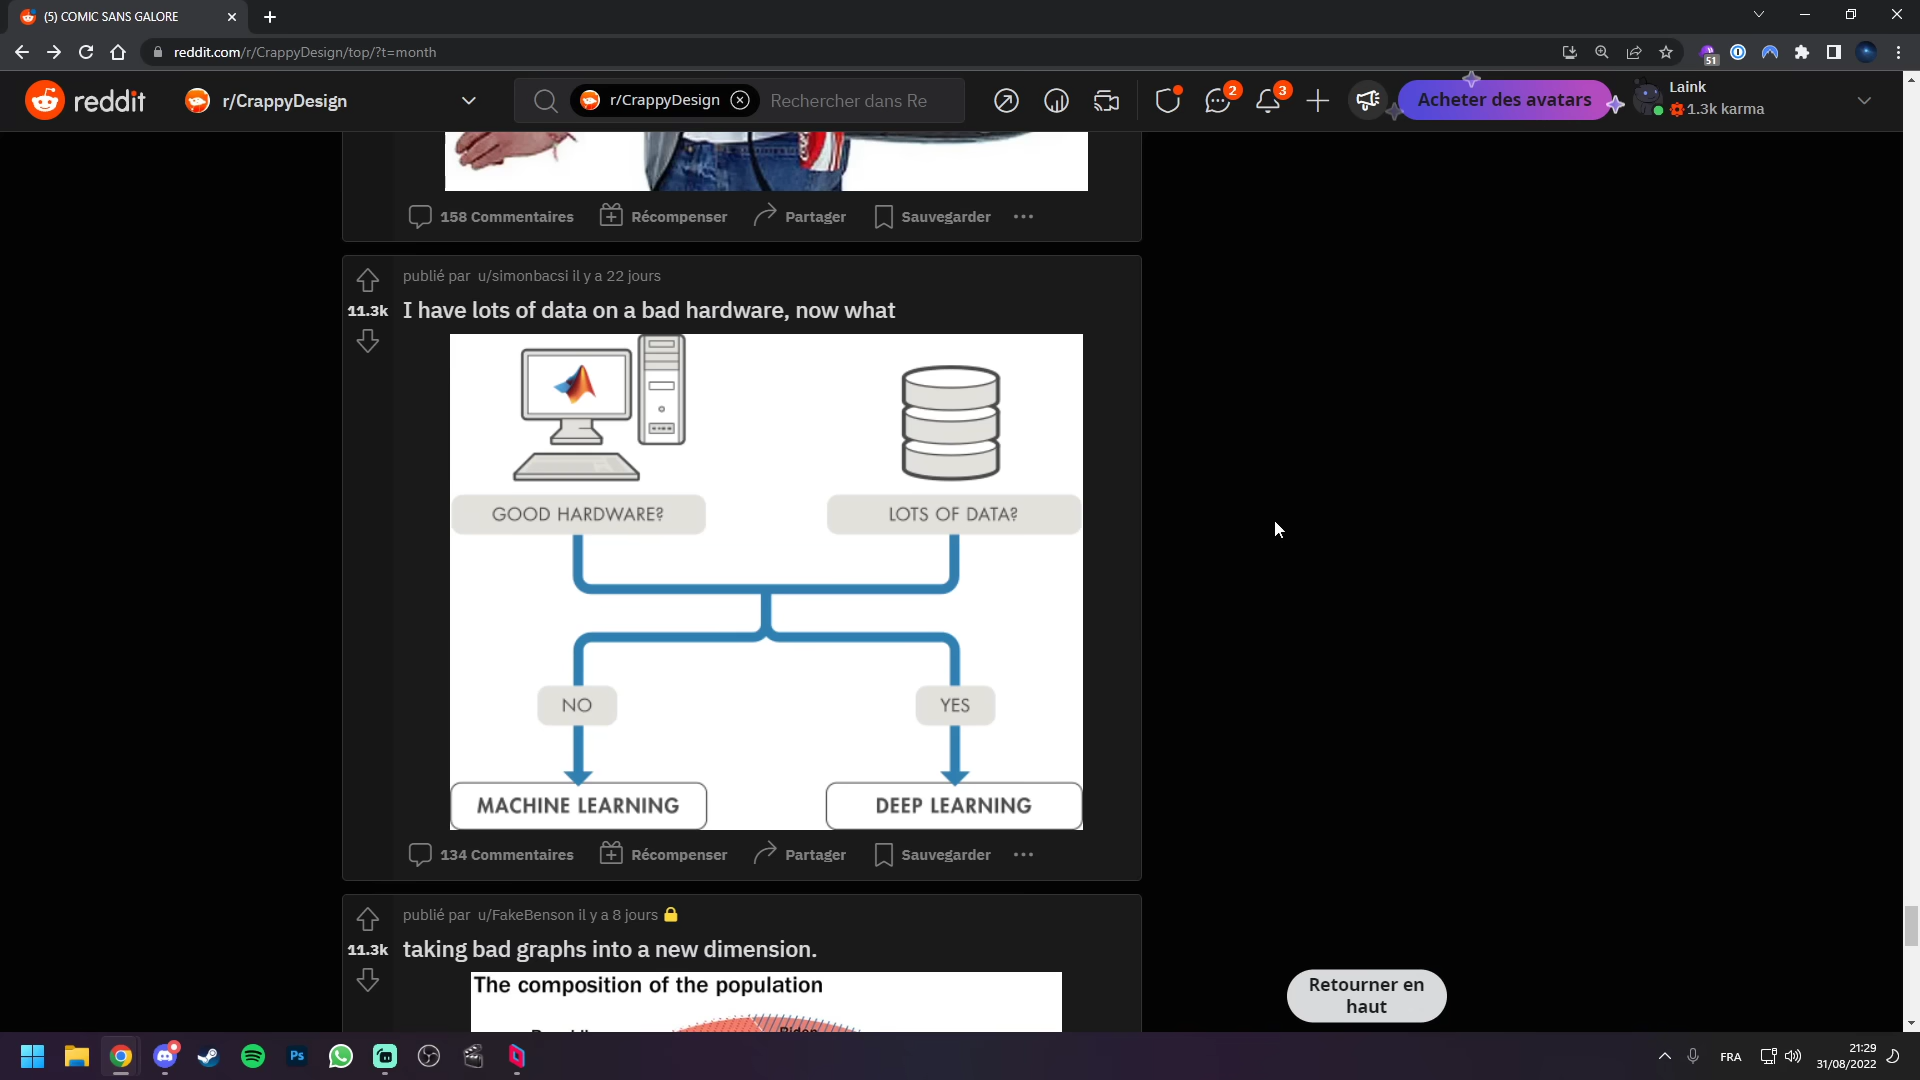 (5) COMIC SANS GALORE
reddit.com/r/CrappyDesign/top/?t=month
51
reddit
r/CrappyDesign
r/CrappyDesign
Rechercher dans Re
2
3
Acheter des avatars
Laink
1.3k karma
158 Commentaires
Récompenser
Partager
Sauvegarder
publié par u/simonbacsi il y a 22 jours
11.3k
I have lots of data on a bad hardware, now what
GOOD HARDWARE?
LOTS OF DATA?
NO
YES
MACHINE LEARNING
DEEP LEARNING
134 Commentaires
Récompenser
Partager
Sauvegarder
publié par u/FakeBenson il y a 8 jours
11.3k
taking bad graphs into a new dimension.
The composition of the population
Biden
Retourner en
haut
Ps
FRA
21:29
31/08/2022